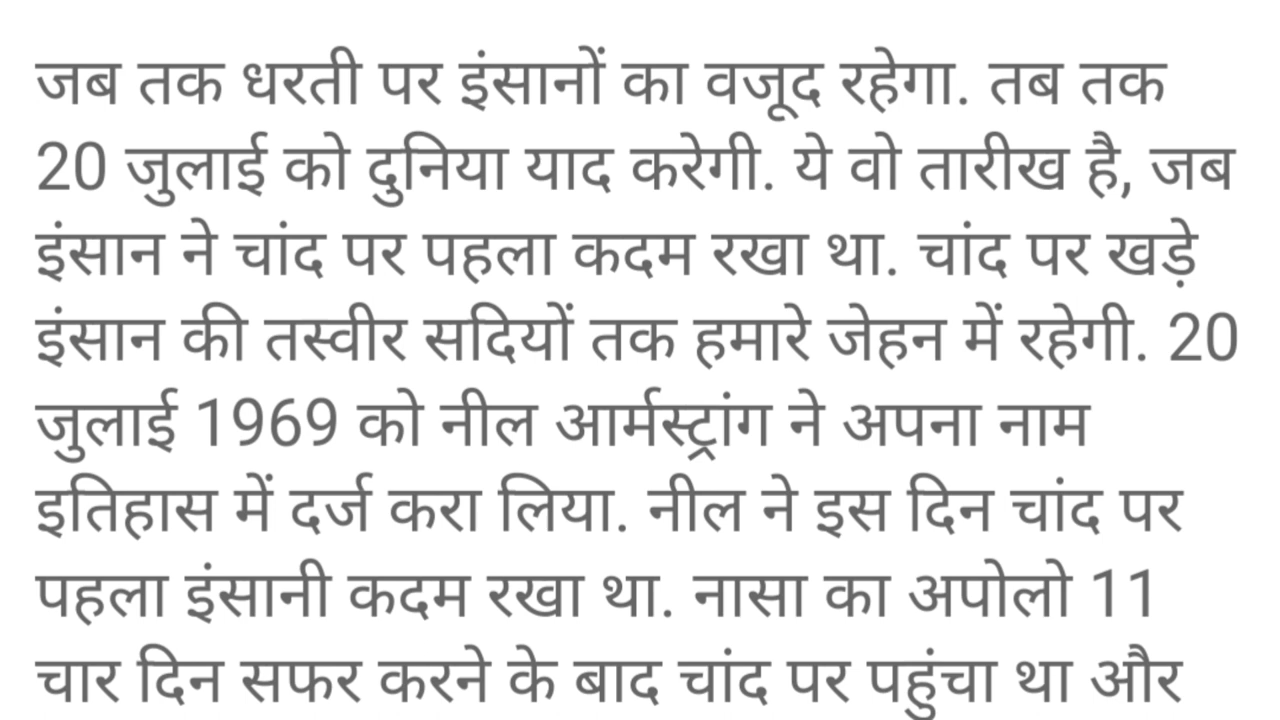 जब तक धरती पर इंसानों का वजूद रहेगा. तब तक
20 जुलाई को दुनिया याद करेगी. ये वो तारीख है, जब
इंसान ने चांद पर पहला कदम रखा था. चांद पर खड़े
इंसान की तस्वीर सदियों तक हमारे जेहन में रहेगी. 20
जुलाई 1969 को नील आर्मस्ट्रांग ने अपना नाम
इतिहास में दर्ज करा लिया. नील ने इस दिन चांद पर
पहला इंसानी कदम रखा था. नासा का अपोलो 11
चार दिन सफर करने के बाद चांद पर पहुंचा था और